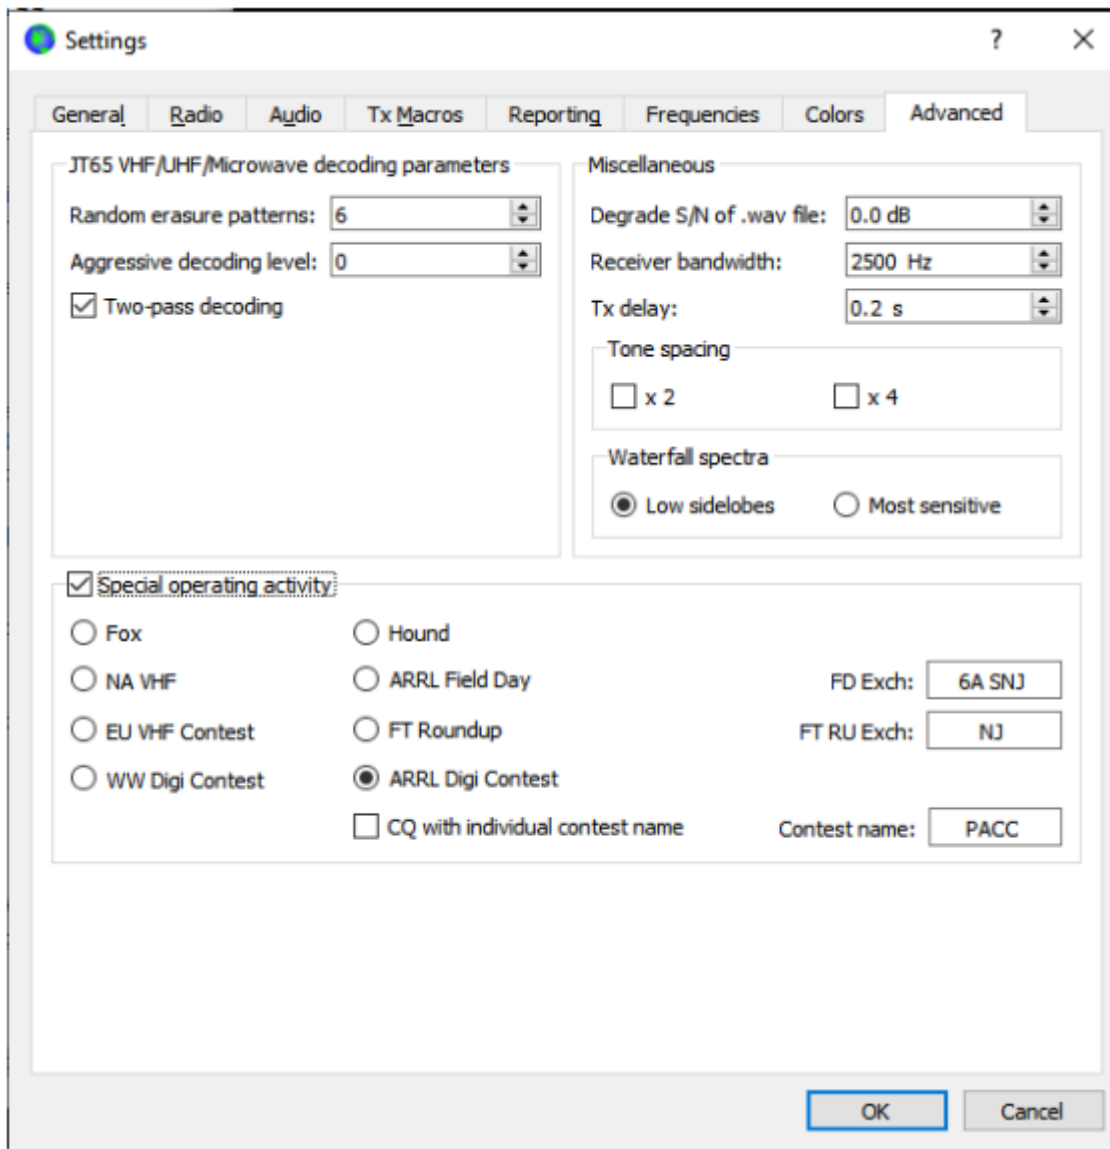 Settings
?
General Radio Audio Tx Macros Reporting Frequencies Colors Advanced
JT65 VHF/UHF/Microwave decoding parameters
Random erasure patterns: 6
Aggressive decoding level: 0
Two-pass decoding
Miscellaneous
Degrade S/N of .wav file: 0.0 dB
Receiver bandwidth: 2500 Hz
Tx delay: 0.2 s
Tone spacing
x 2 x 4
Waterfall spectra
Low sidelobes Most sensitive
Special operating activity
Fox Hound
NA VHF ARRL Field Day FD Exch: 6A SNJ
EU VHF Contest FT Roundup FT RU Exch: NJ
WW Digi Contest ARRL Digi Contest
CQ with individual contest name Contest name: PACC
OK Cancel